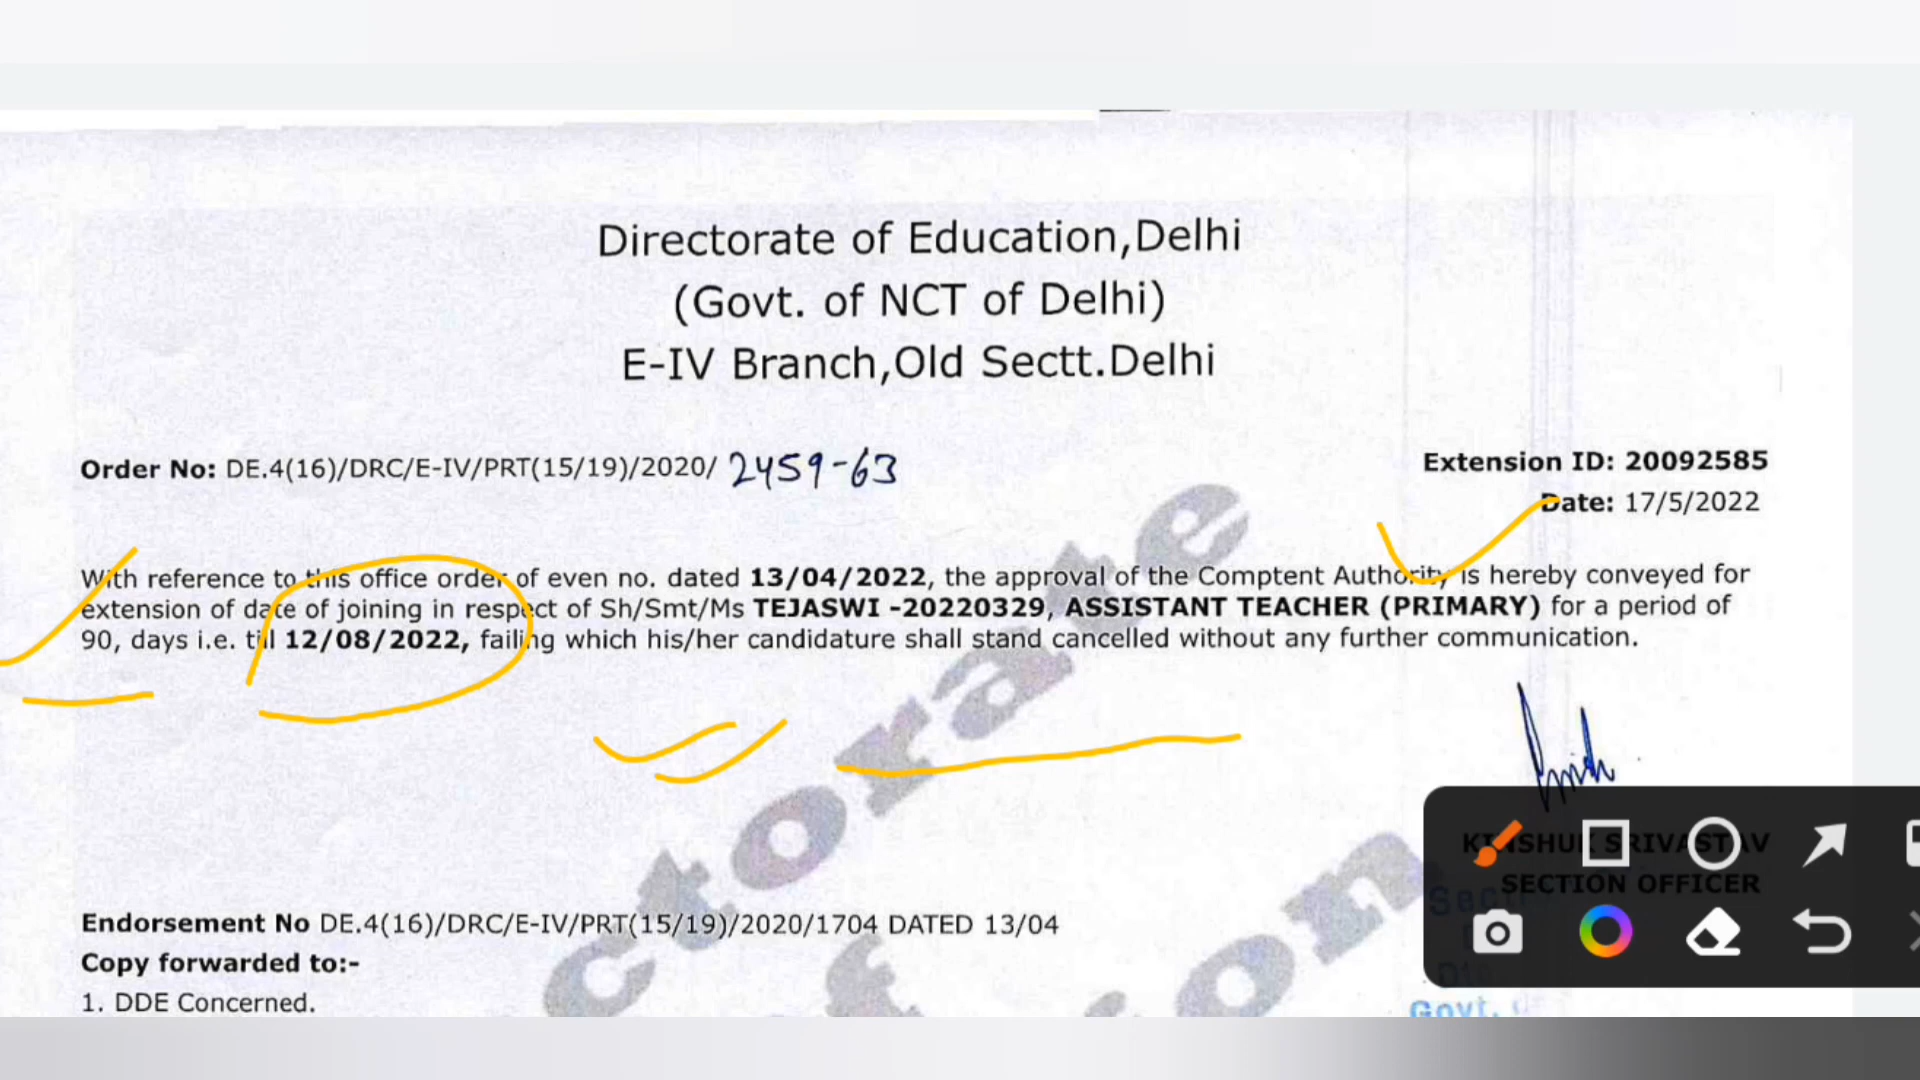 Directorate of Education,Delhi
(Govt. of NCT of Delhi)
E-IV Branch,Old Sectt.Delhi
Order No: DE.4(16)/DRC/E-IV/PRT(15/19)/2020/ 2459-63
Extension ID: 20092585
Date: 17/5/2022
With reference to this office order of even no. dated 13/04/2022, the approval of the Comptent Authority is hereby conveyed for
extension of date of joining in respect of Sh/Smt/Ms TEJASWI -20220329, ASSISTANT TEACHER (PRIMARY) for a period of
90, days i.e. till 12/08/2022, failing which his/her candidature shall stand cancelled without any further communication.
ctorate
KINSHUK SRIVASTAV
SECTION OFFICER
Endorsement No DE.4(16)/DRC/E-IV/PRT(15/19)/2020/1704 DATED 13/04
Copy forwarded to:-
1. DDE Concerned.
Govt.